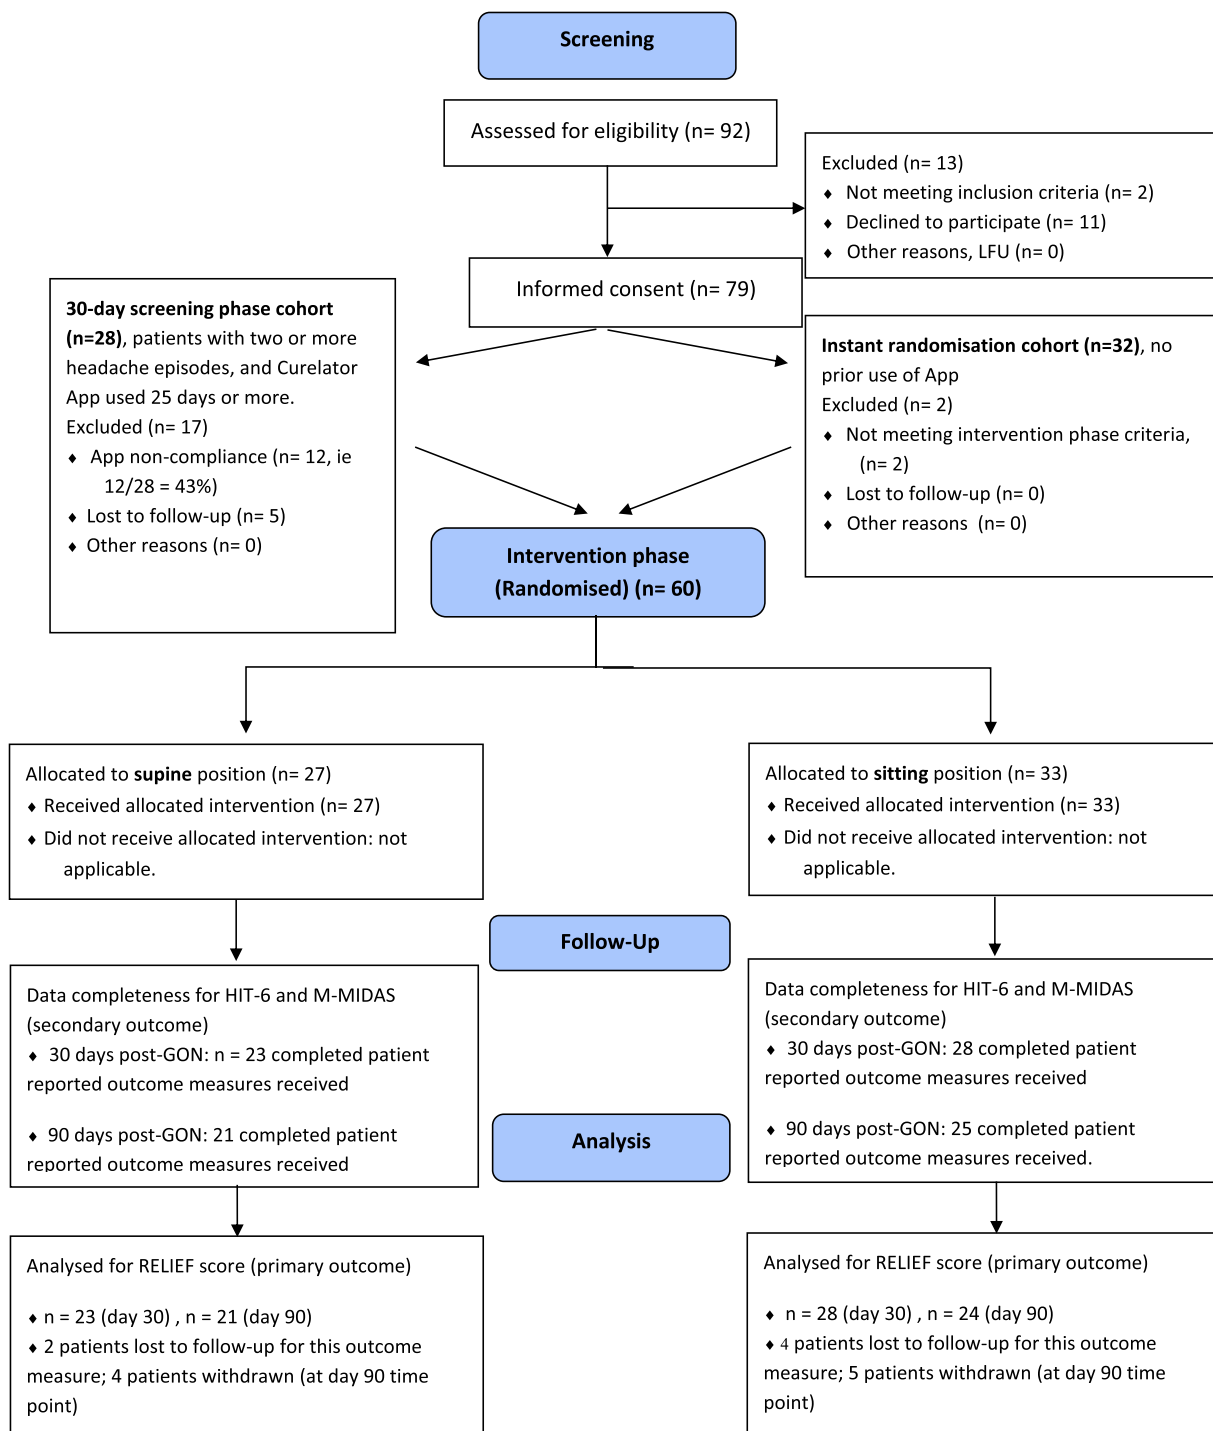 Screening
Assessed for eligibility (n= 92)
Excluded (n= 13)
♦ Not meeting inclusion criteria (n= 2)
♦ Declined to participate (n= 11)
♦ Other reasons, LFU (n= 0)
Informed consent (n= 79)
30-day screening phase cohort
(n=28), patients with two or more
headache episodes, and Curelator
App used 25 days or more.
Excluded (n= 17)
♦ App non-compliance (n= 12, ie
12/28 = 43%)
♦ Lost to follow-up (n= 5)
♦ Other reasons (n= 0)
Instant randomisation cohort (n=32), no
prior use of App
Excluded (n= 2)
♦ Not meeting intervention phase criteria,
(n= 2)
♦ Lost to follow-up (n= 0)
♦ Other reasons (n= 0)
Intervention phase
(Randomised) (n= 60)
Allocated to supine position (n= 27)
♦ Received allocated intervention (n= 27)
♦ Did not receive allocated intervention: not
applicable.
Allocated to sitting position (n= 33)
♦ Received allocated intervention (n= 33)
♦ Did not receive allocated intervention: not
applicable.
Follow-Up
Data completeness for HIT-6 and M-MIDAS
(secondary outcome)
♦ 30 days post-GON: n = 23 completed patient
reported outcome measures received
♦ 90 days post-GON: 21 completed patient
reported outcome measures received
Data completeness for HIT-6 and M-MIDAS
(secondary outcome)
♦ 30 days post-GON: 28 completed patient
reported outcome measures received
♦ 90 days post-GON: 25 completed patient
reported outcome measures received.
Analysis
Analysed for RELIEF score (primary outcome)
♦ n = 23 (day 30) , n = 21 (day 90)
♦ 2 patients lost to follow-up for this outcome
measure; 4 patients withdrawn (at day 90 time
point)
Analysed for RELIEF score (primary outcome)
♦ n = 28 (day 30) , n = 24 (day 90)
♦ 4 patients lost to follow-up for this outcome
measure; 5 patients withdrawn (at day 90 time
point)